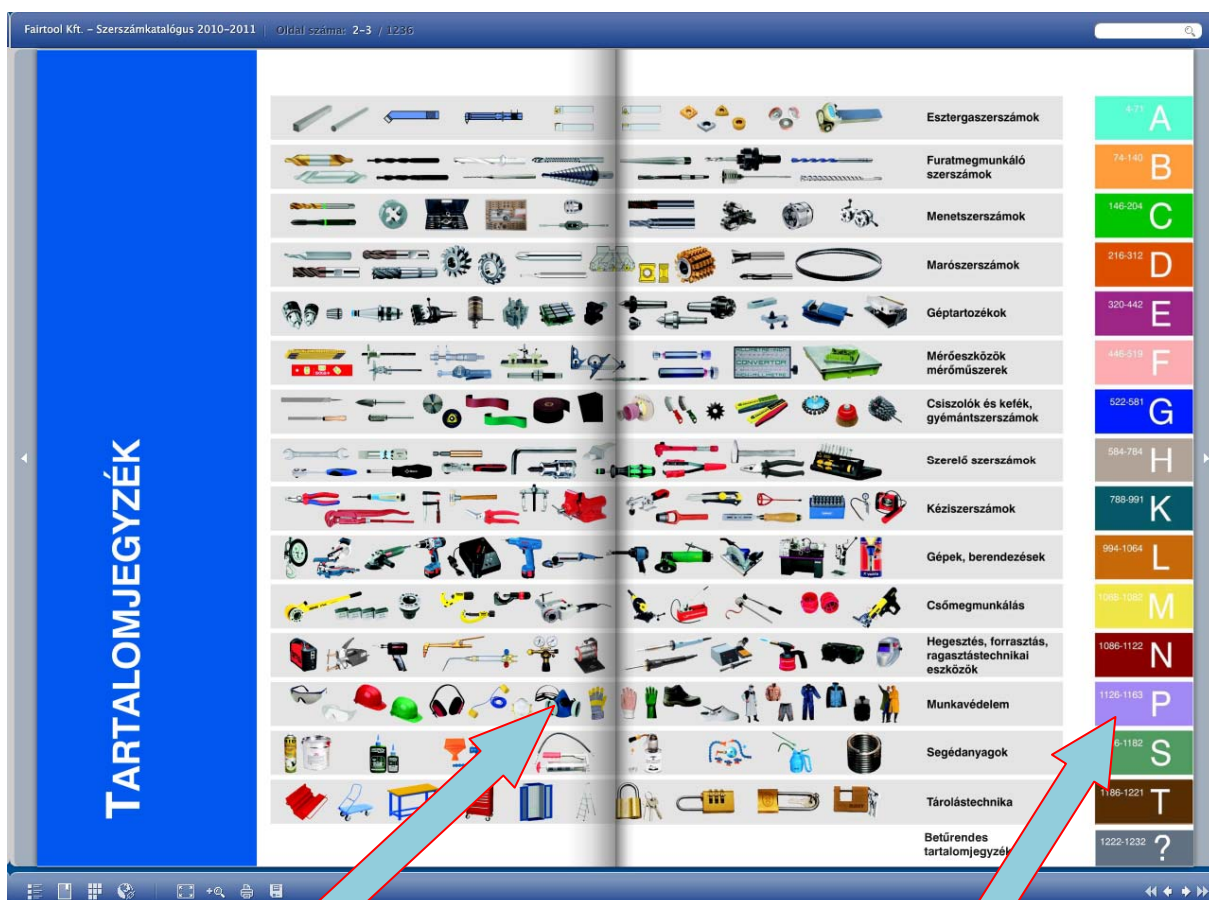 Fairtool Kft. – Szerszámkatalógus 2010-2011 | Oldal száma: 2-3 / 1236
TARTALOMJEGYZÉK
Esztergaszerszámok
4-71 A
Furatmegmunkáló
szerszámok
74-140 B
Menetszerszámok
146-204 C
Marószerszámok
216-312 D
Géptartozékok
320-442 E
Mérőeszközök
mérőműszerek
446-519 F
CONVERTOR
Csiszolók és kefék,
gyémántszerszámok
522-581 G
Szerelő szerszámok
584-784 H
Kéziszerszámok
788-991 K
Gépek, berendezések
994-1064 L
Csőmegmunkálás
1066-1082 M
Hegesztés, forrasztás,
ragasztástechnikai
eszközök
1086-1122 N
Munkavédelem
1126-1163 P
Segédanyagok
6-1182 S
Tárolástechnika
1186-1221 T
Betűrendes
tartalomjegyzék
1222-1232 ?